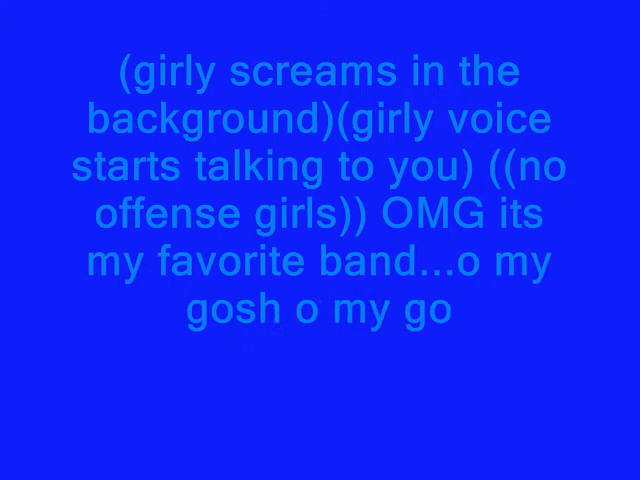 (girly screams in the
background)(girly voice
starts talking to you) ((no
offense girls)) OMG its
my favorite band...o my
gosh o my go